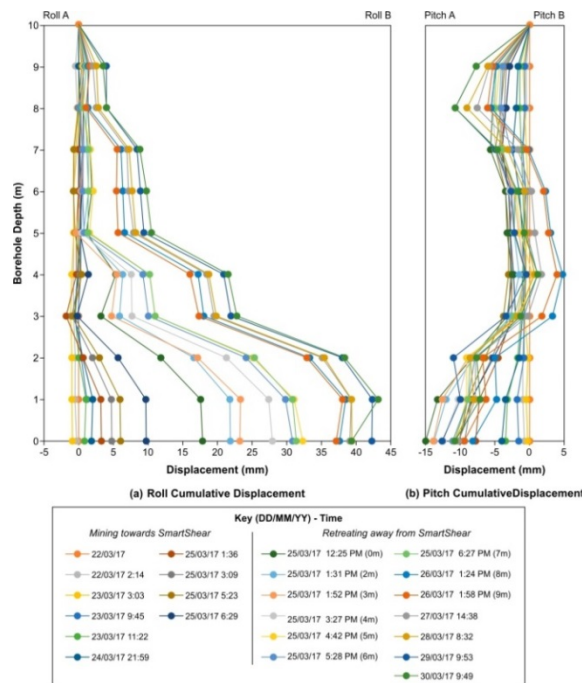 Roll A Roll B Pitch A Pitch B
10
9
8
7
6
5
4
3
2
1
0
Borehole Depth (m)
-5 0 5 10 15 20 25 30 35 40 45 -15 -10 -5 0 5
Displacement (mm) Displacement (mm)
(a) Roll Cumulative Displacement (b) Pitch CumulativeDisplacement
Key (DD/MM/YY) - Time
Mining towards SmartShear Retreating away from SmartShear
22/03/17 25/03/17 1:36 25/03/17 12:25 PM (0m) 25/03/17 6:27 PM (7m)
22/03/17 2:14 25/03/17 3:09 25/03/17 1:31 PM (2m) 26/03/17 1:24 PM (8m)
23/03/17 3:03 25/03/17 5:23 25/03/17 1:52 PM (3m) 26/03/17 1:58 PM (9m)
23/03/17 9:45 25/03/17 6:29 25/03/17 3:27 PM (4m) 27/03/17 14:38
23/03/17 11:22 25/03/17 4:42 PM (5m) 28/03/17 8:32
24/03/17 21:59 25/03/17 5:28 PM (6m) 29/03/17 9:53
30/03/17 9:49